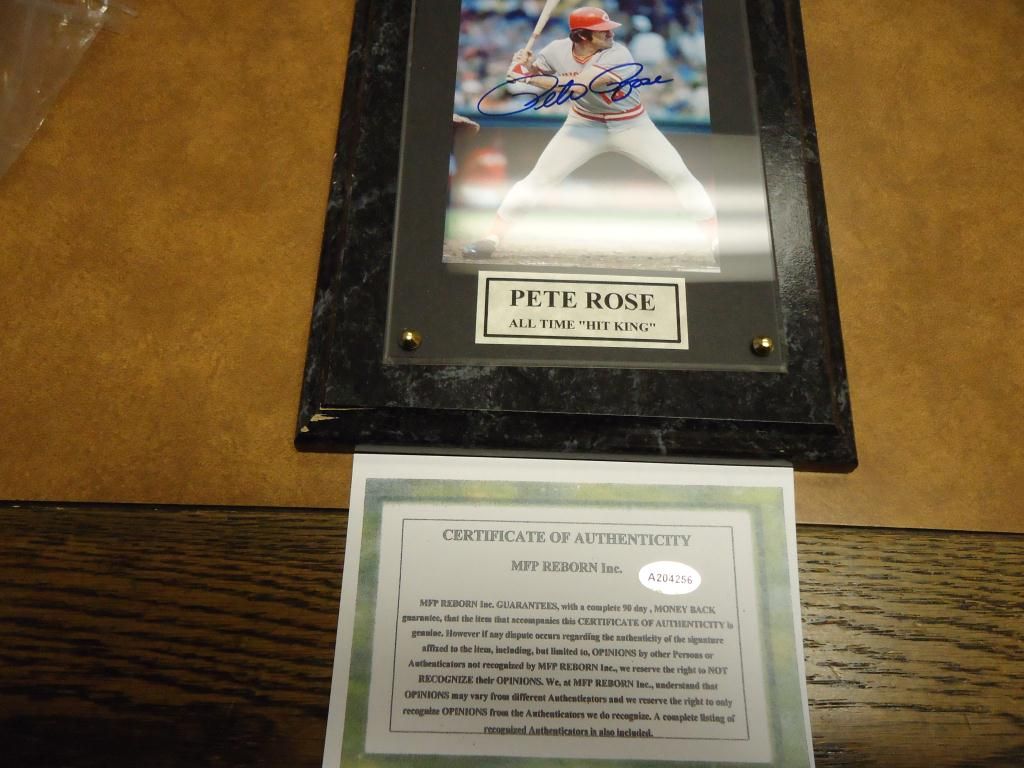 Pete Rose
PETE ROSE
ALL TIME "HIT KING"
CERTIFICATE OF AUTHENTICITY
MFP REBORN Inc.
A204256
MFP REBORN Inc. GUARANTEES, with a complete 90 day , MONEY BACK
guarantee, that the item that accompanies this CERTIFICATE OF AUTHENTICITY is
genuine. However if any dispute occurs regarding the authenticity of the signature
affixed to the item, including, but limited to, OPINIONS by other Persons or
Authenticators not recognized by MFP REBORN Inc., we reserve the right to NOT
RECOGNIZE their OPINIONS. We, at MFP REBORN Inc., understand that
OPINIONS may vary from different Authenticators and we reserve the right to only
recognize OPINIONS from the Authenticators we do recognize. A complete listing of
recognized Authenticators is also included.